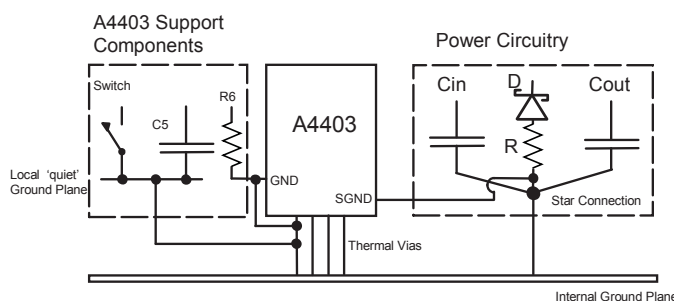 A4403 Support
Components
Power Circuitry
Switch
C5
R6
A4403
Cin
D
Cout
R
Local ‘quiet’
Ground Plane
GND
SGND
Star Connection
Thermal Vias
Internal Ground Plane